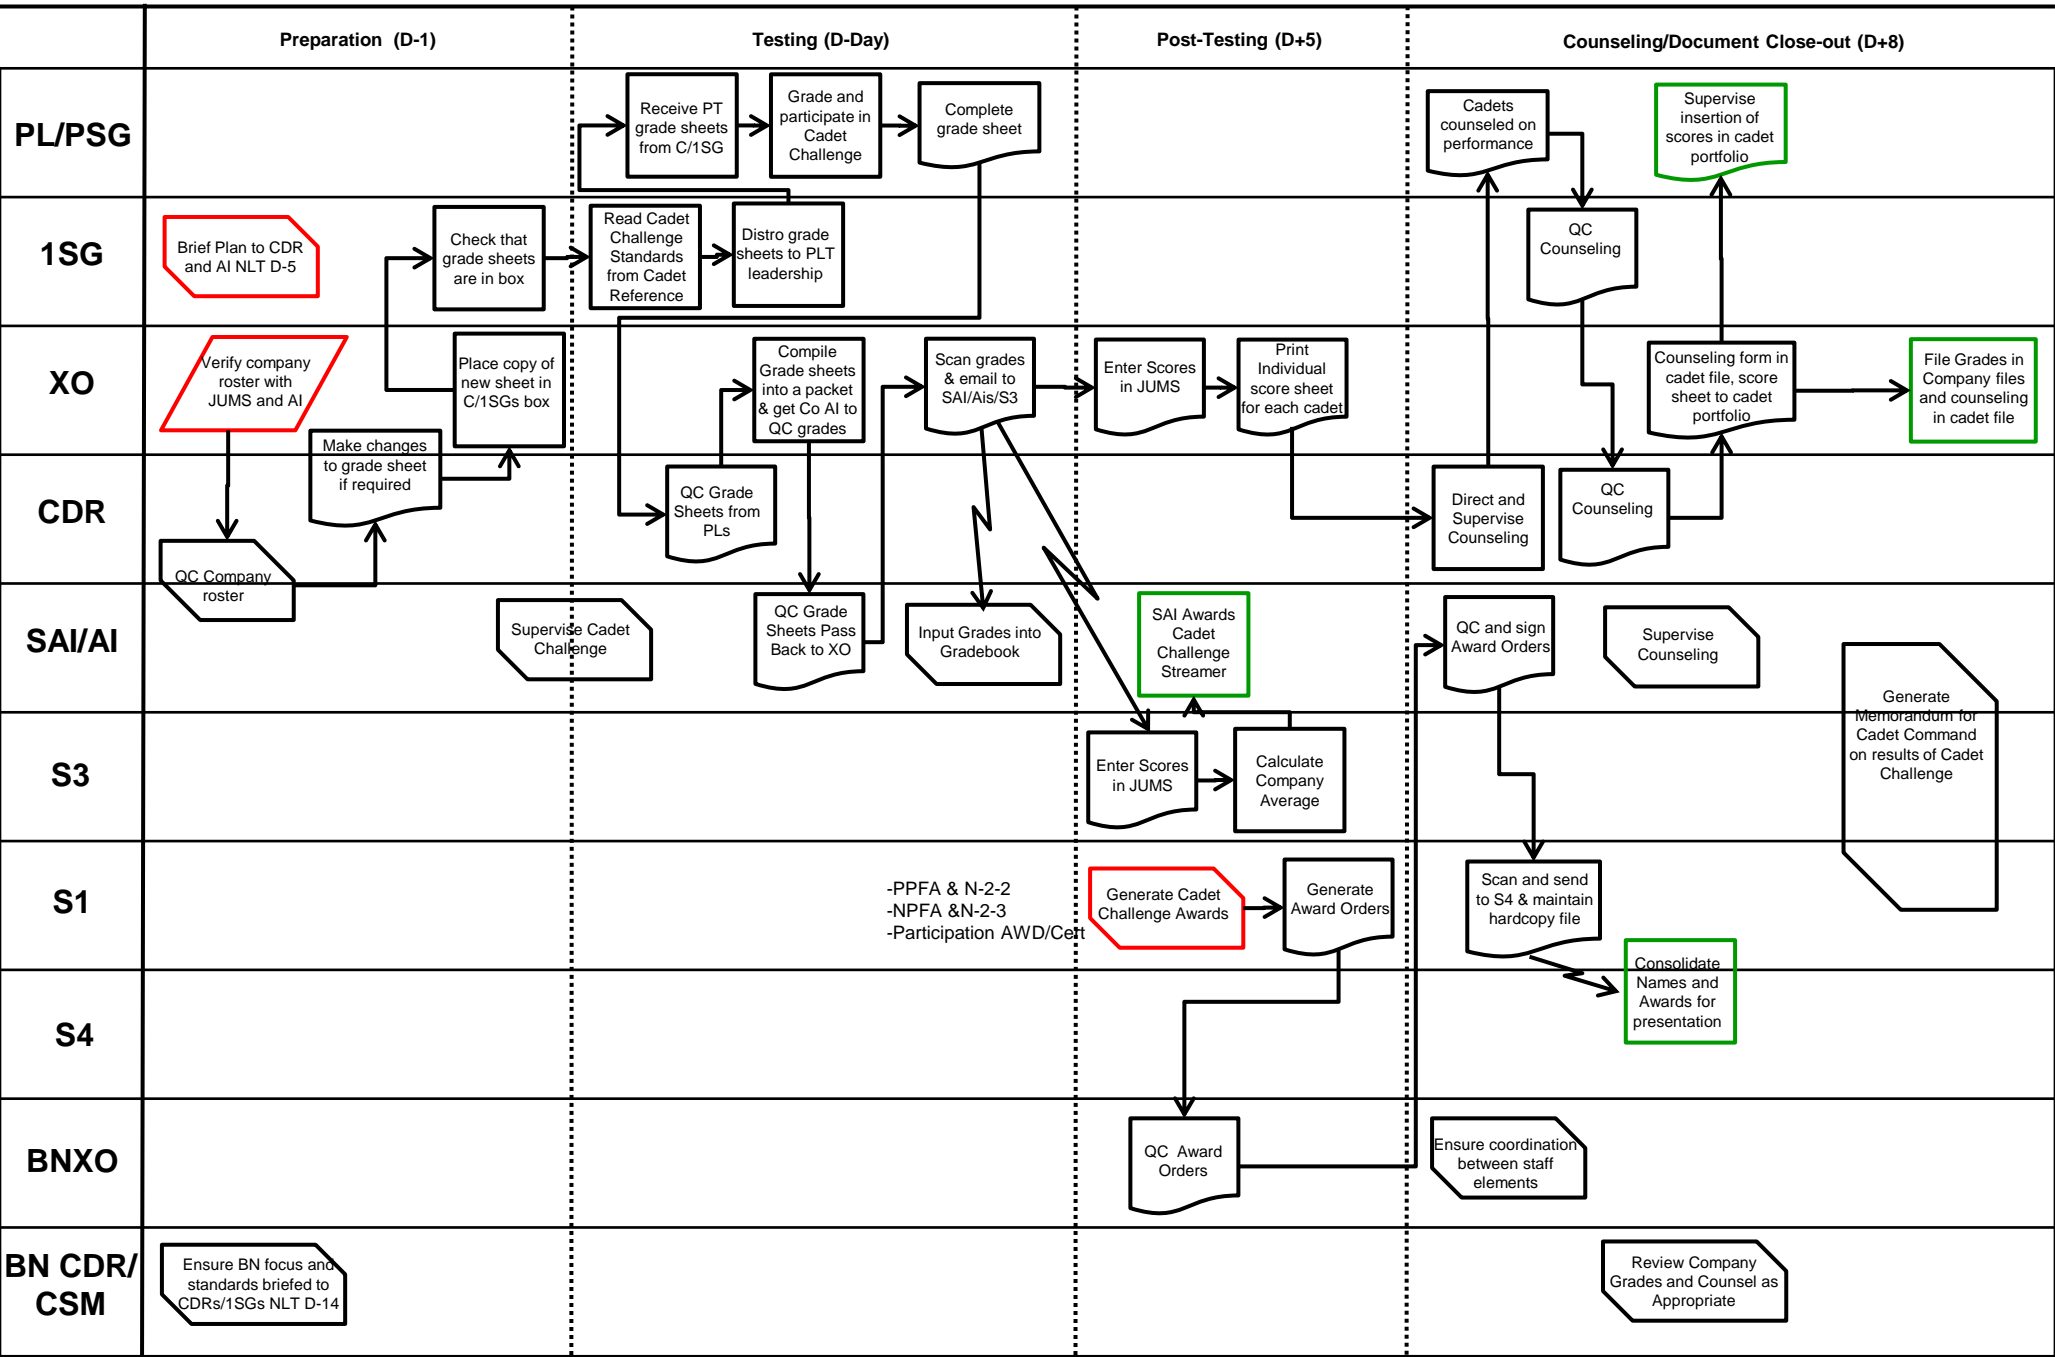 Preparation (D-1)
Testing (D-Day)
Post-Testing (D+5)
Counseling/Document Close-out (D+8)
PL/PSG
Receive PT
grade sheets
from C/1SG
Grade and
participate in
Cadet
Challenge
Complete
grade sheet
Cadets
counseled on
performance
Supervise
insertion of
scores in cadet
portfolio
1SG
Brief Plan to CDR
and AI NLT D-5
Check that
grade sheets
are in box
Read Cadet
Challenge
Standards
from Cadet
Reference
Distro grade
sheets to PLT
leadership
QC
Counseling
XO
Verify company
roster with
JUMS and AI
Place copy of
new sheet in
C/1SGs box
Compile
Grade sheets
into a packet
& get Co AI to
QC grades
Scan grades
& email to
SAI/Ais/S3
Enter Scores
in JUMS
Print
Individual
score sheet
for each cadet
Counseling form in
cadet file, score
sheet to cadet
portfolio
File Grades in
Company files
and counseling
in cadet file
Make changes
to grade sheet
if required
CDR
QC Company
roster
QC Grade
Sheets from
PLs
Direct and
Supervise
Counseling
QC
Counseling
SAI/AI
Supervise Cadet
Challenge
QC Grade
Sheets Pass
Back to XO
Input Grades into
Gradebook
SAI Awards
Cadet
Challenge
Streamer
QC and sign
Award Orders
Supervise
Counseling
Generate
Memorandum for
Cadet Command
on results of Cadet
Challenge
S3
Enter Scores
in JUMS
Calculate
Company
Average
S1
-PPFA & N-2-2
-NPFA &N-2-3
-Participation AWD/Cert
Generate Cadet
Challenge Awards
Generate
Award Orders
Scan and send
to S4 & maintain
hardcopy file
S4
Consolidate
Names and
Awards for
presentation
BNXO
QC Award
Orders
Ensure coordination
between staff
elements
BN CDR/
CSM
Ensure BN focus and
standards briefed to
CDRs/1SGs NLT D-14
Review Company
Grades and Counsel as
Appropriate